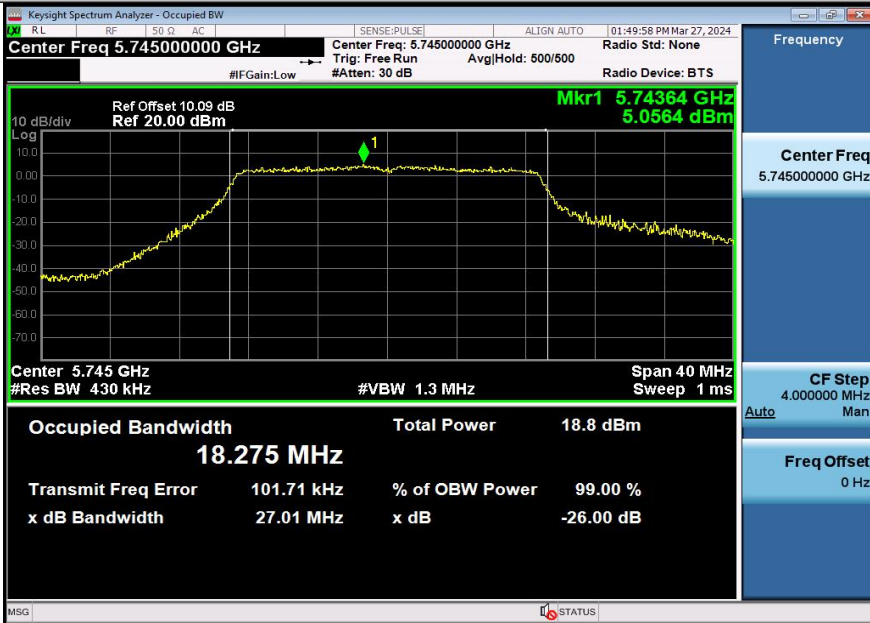 Keysight Spectrum Analyzer - Occupied BW
LXI RL RF 50 Ω AC SENSE:PULSE ALIGN AUTO 01:49:58 PM Mar 27, 2024
Center Freq 5.745000000 GHz
Center Freq: 5.745000000 GHz Radio Std: None
Trig: Free Run Avg|Hold: 500/500
#IFGain:Low #Atten: 30 dB Radio Device: BTS
Frequency
Ref Offset 10.09 dB Mkr1 5.74364 GHz
10 dB/div Ref 20.00 dBm 5.0564 dBm
Log
1
10.0
0.00
-10.0
-20.0
-30.0
-40.0
-50.0
-60.0
-70.0
Center 5.745 GHz Span 40 MHz
#Res BW 430 kHz #VBW 1.3 MHz Sweep 1 ms
Center Freq
5.745000000 GHz
CF Step
4.000000 MHz
Auto Man
Freq Offset
0 Hz
Occupied Bandwidth Total Power 18.8 dBm
18.275 MHz
Transmit Freq Error 101.71 kHz % of OBW Power 99.00 %
x dB Bandwidth 27.01 MHz x dB -26.00 dB
MSG STATUS